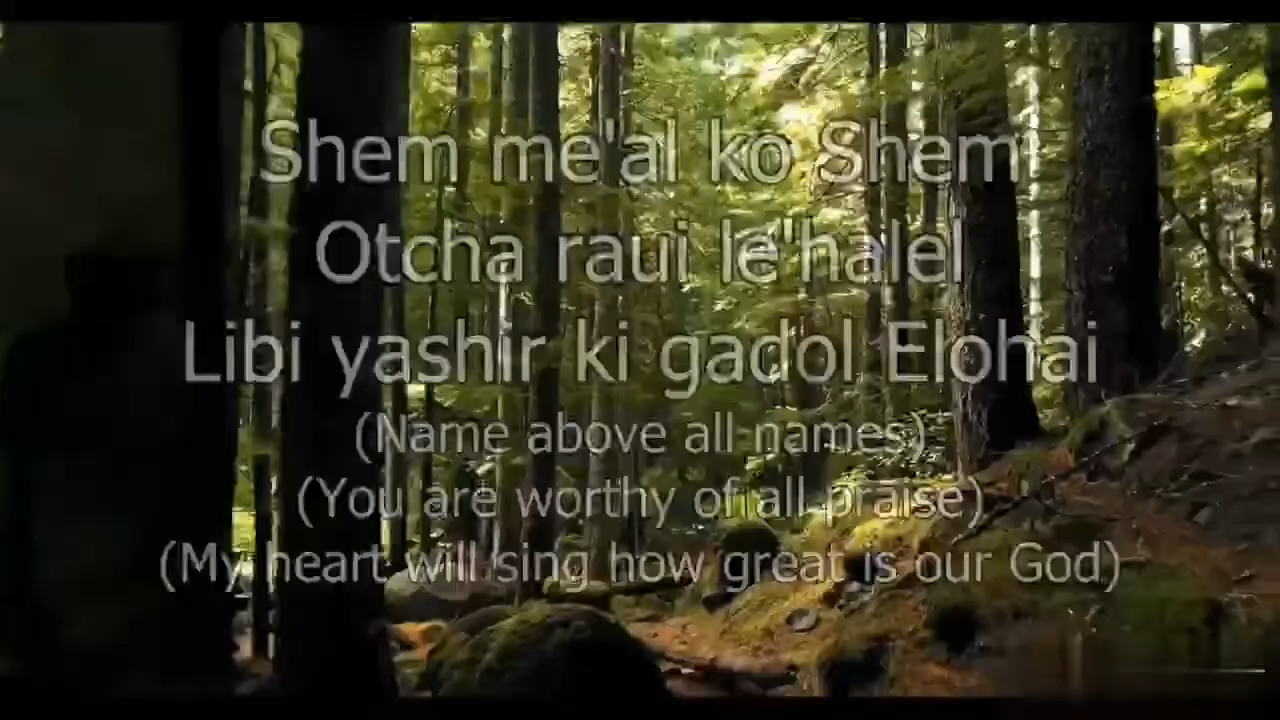 Shem me'al ko Shem
Otcha raui le'halel
Libi yashir ki gadol Elohai
(Name above all names)
(You are worthy of all praise)
(My heart will sing how great is our God)